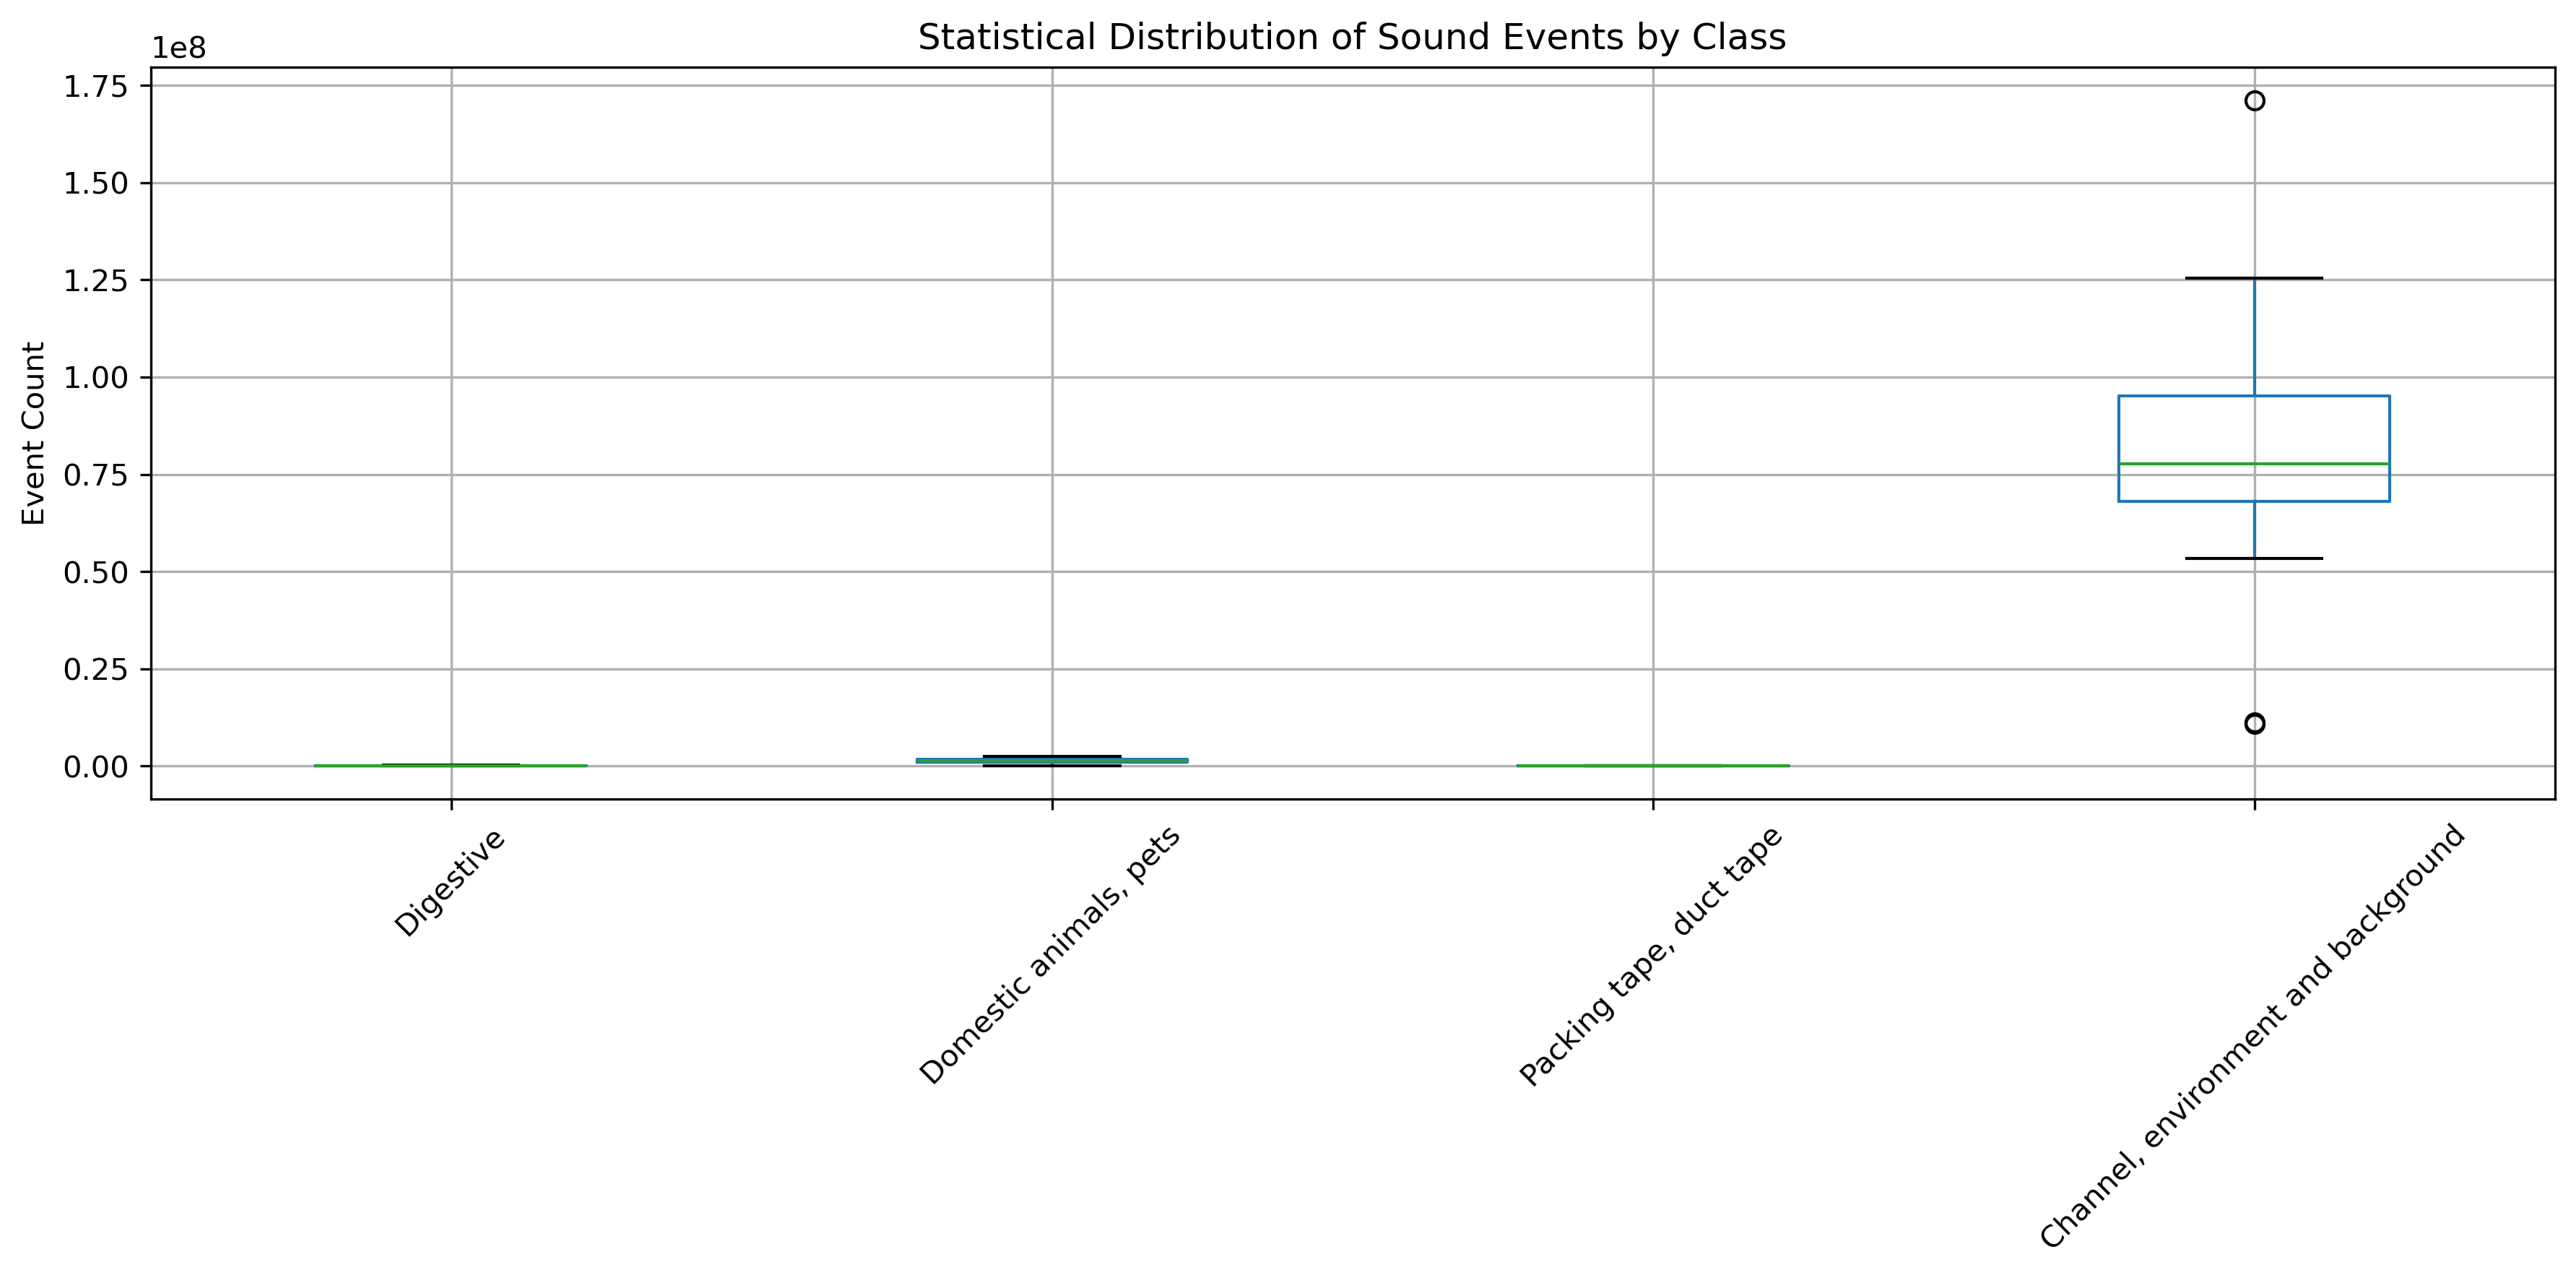 Statistical Distribution of Sound Events by Class
1e8
1.75
1.50
1.25
1.00
0.75
0.50
0.25
0.00
Event Count
Digestive
Domestic animals, pets
Packing tape, duct tape
Channel, environment and background